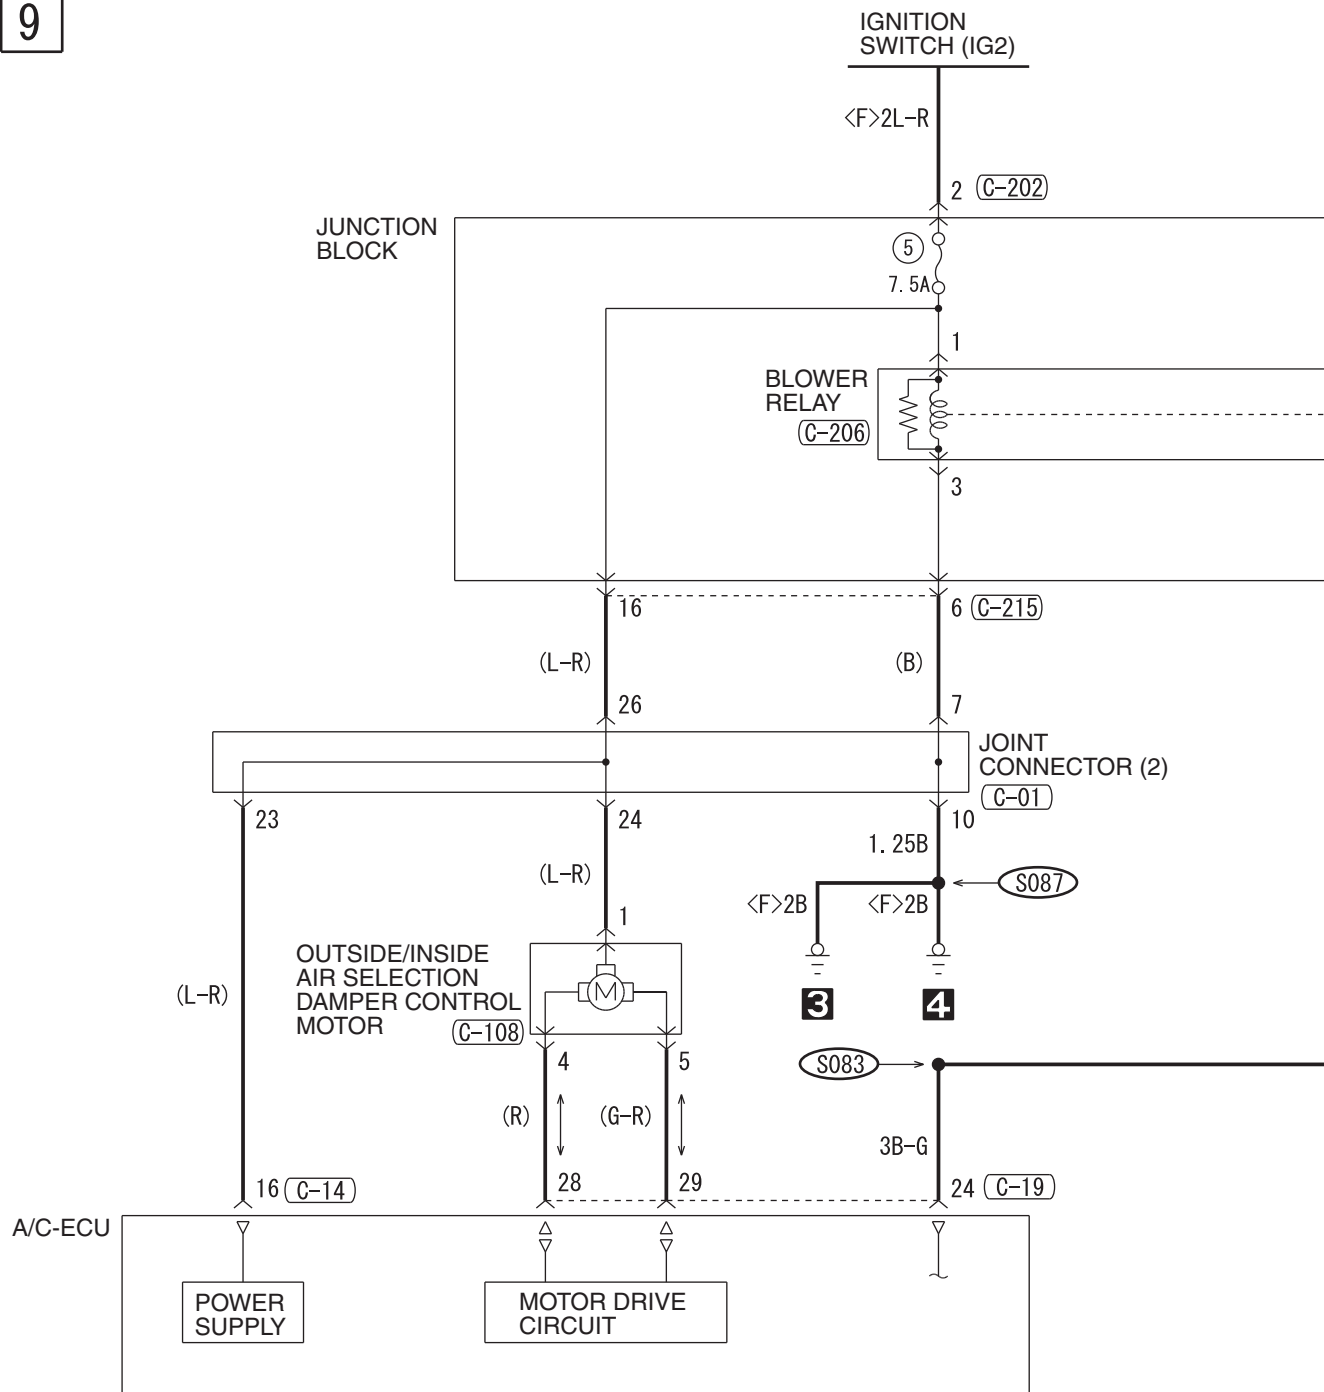 9
IGNITION
SWITCH (IG2)
<F>2L-R
2 C-202
JUNCTION
BLOCK
5
7.5A
1
BLOWER
RELAY
C-206
3
16
6 C-215
(L-R)
(B)
26
7
JOINT
CONNECTOR (2)
C-01
23
24
10
1.25B
(L-R)
S087
<F>2B
<F>2B
1
OUTSIDE/INSIDE
AIR SELECTION
DAMPER CONTROL
MOTOR
C-108
M
(L-R)
3
4
4
5
S083
(R)
(G-R)
3B-G
16 C-14
28
29
24 C-19
A/C-ECU
POWER
SUPPLY
MOTOR DRIVE
CIRCUIT